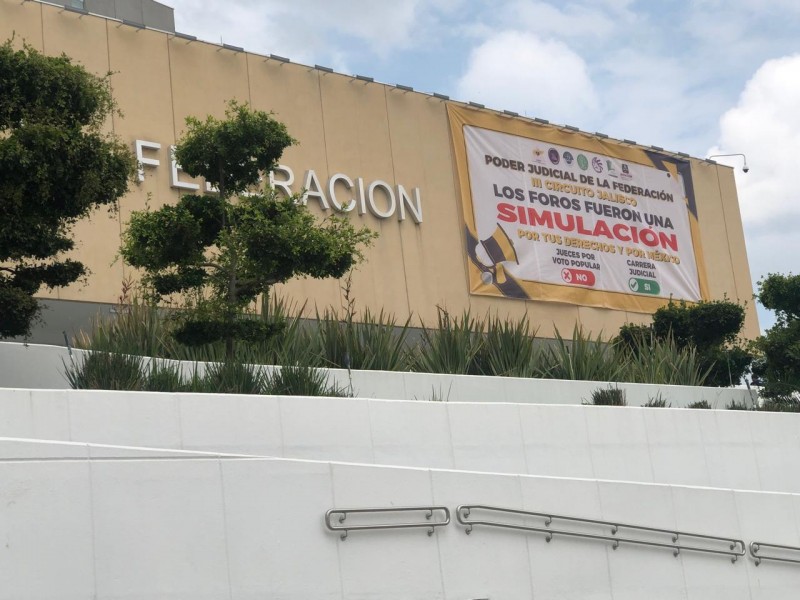 FEDERACION
PODER JUDICIAL DE LA FEDERACIÓN
III CIRCUITO JALISCO
LOS FOROS FUERON UNA
SIMULACIÓN
POR TUS DERECHOS Y POR MÉXICO
JUECES POR
VOTO POPULAR
NO
CARRERA
JUDICIAL
SI